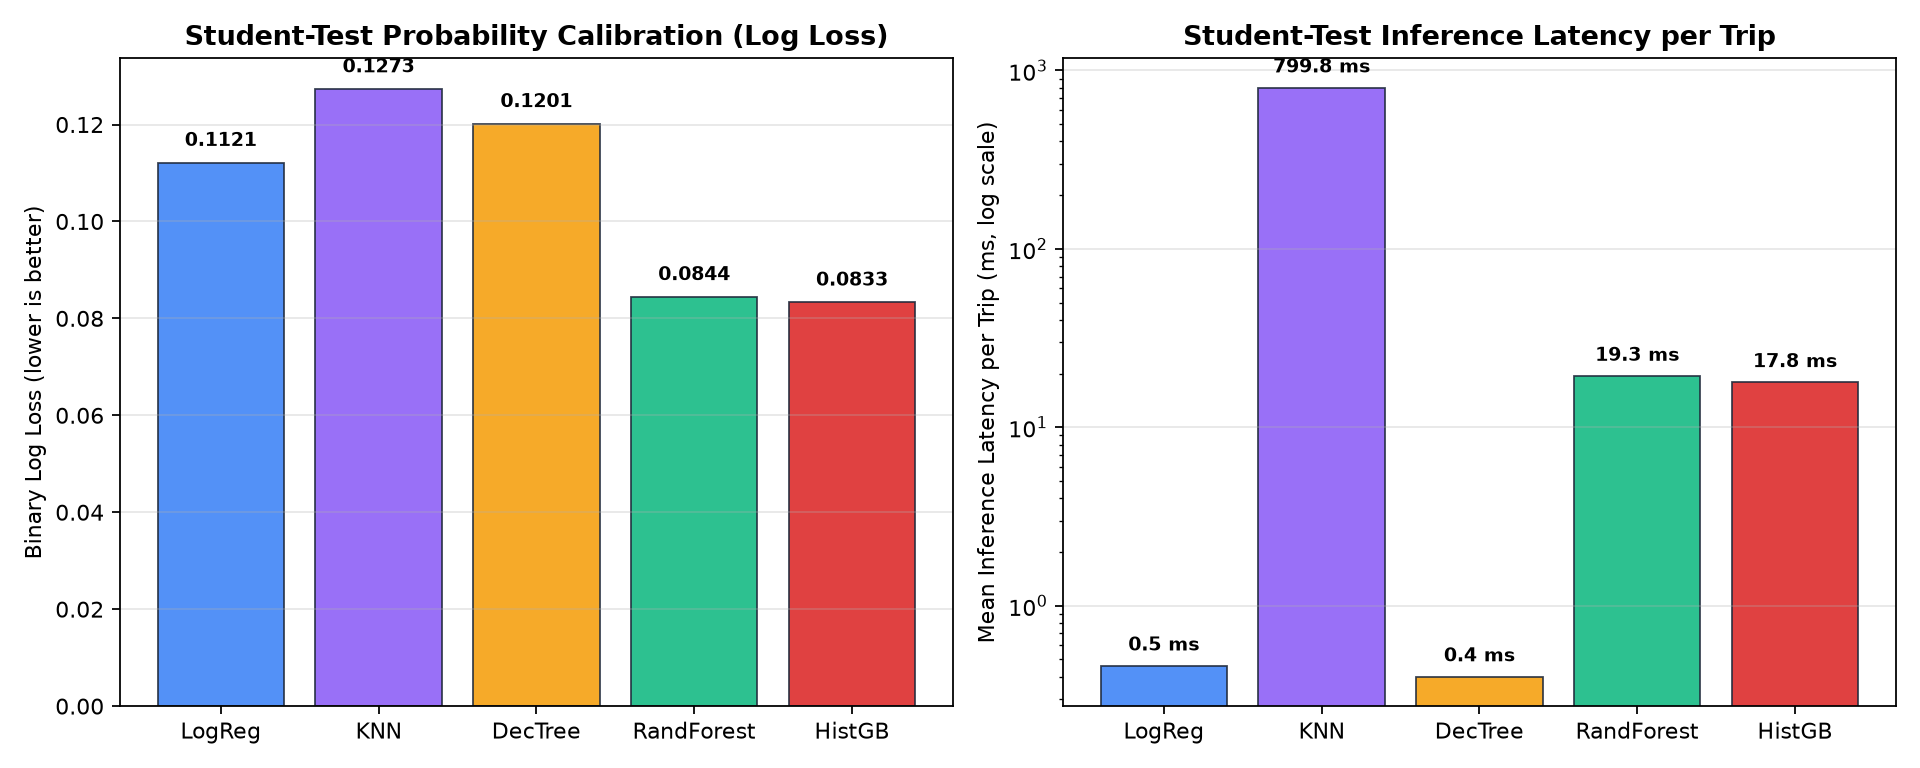 Student-Test Probability Calibration (Log Loss)
Binary Log Loss (lower is better)
0.12
0.10
0.08
0.06
0.04
0.02
0.00
0.1121
0.1273
0.1201
0.0844
0.0833
LogReg
KNN
DecTree
RandForest
HistGB
Student-Test Inference Latency per Trip
Mean Inference Latency per Trip (ms, log scale)
10³
10²
10¹
10⁰
0.5 ms
799.8 ms
0.4 ms
19.3 ms
17.8 ms
LogReg
KNN
DecTree
RandForest
HistGB